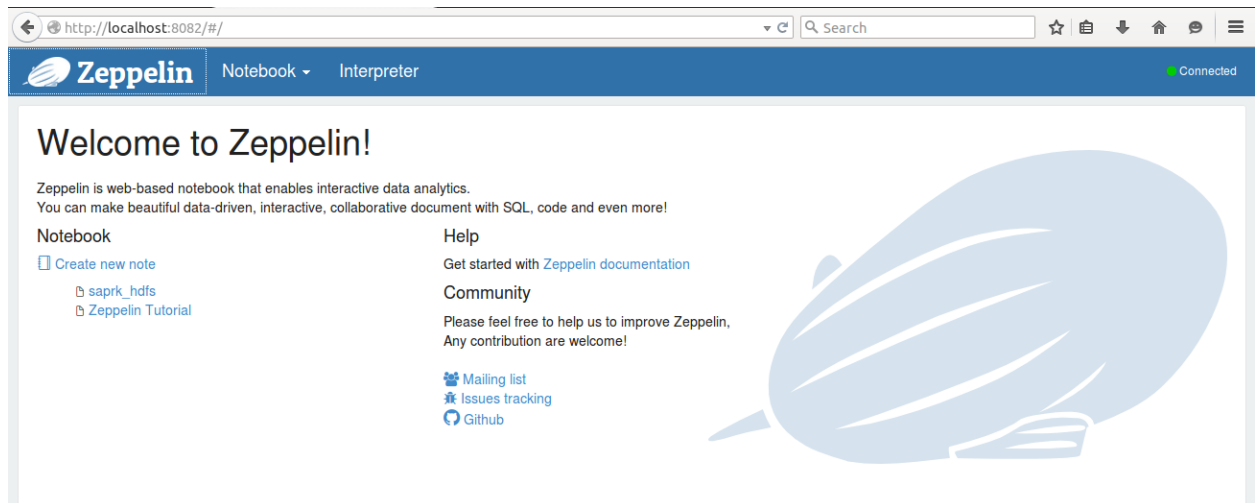 http://localhost:8082/#/
Search
Zeppelin
Notebook
Interpreter
Connected
Welcome to Zeppelin!
Zeppelin is web-based notebook that enables interactive data analytics.
You can make beautiful data-driven, interactive, collaborative document with SQL, code and even more!
Notebook
Create new note
saprk_hdfs
Zeppelin Tutorial
Help
Get started with Zeppelin documentation
Community
Please feel free to help us to improve Zeppelin,
Any contribution are welcome!
Mailing list
Issues tracking
Github